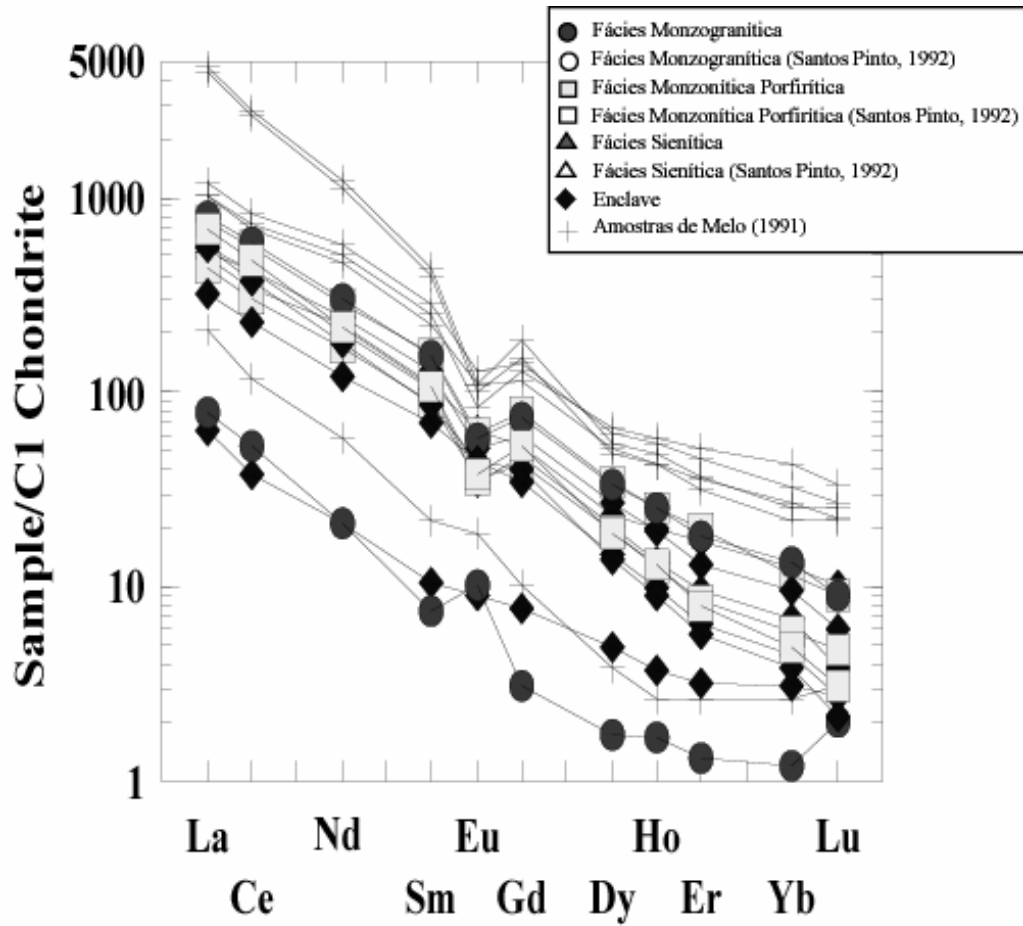 Fácies Monzogranítica
Fácies Monzogranítica (Santos Pinto, 1992)
Fácies Monzonítica Porfirítica
Fácies Monzonítica Porfirítica (Santos Pinto, 1992)
Fácies Sienítica
Fácies Sienítica (Santos Pinto, 1992)
Enclave
Amostras de Melo (1991)
Sample/C1 Chondrite
5000
1000
100
10
1
La Nd Eu Ho Lu
Ce Sm Gd Dy Er Yb